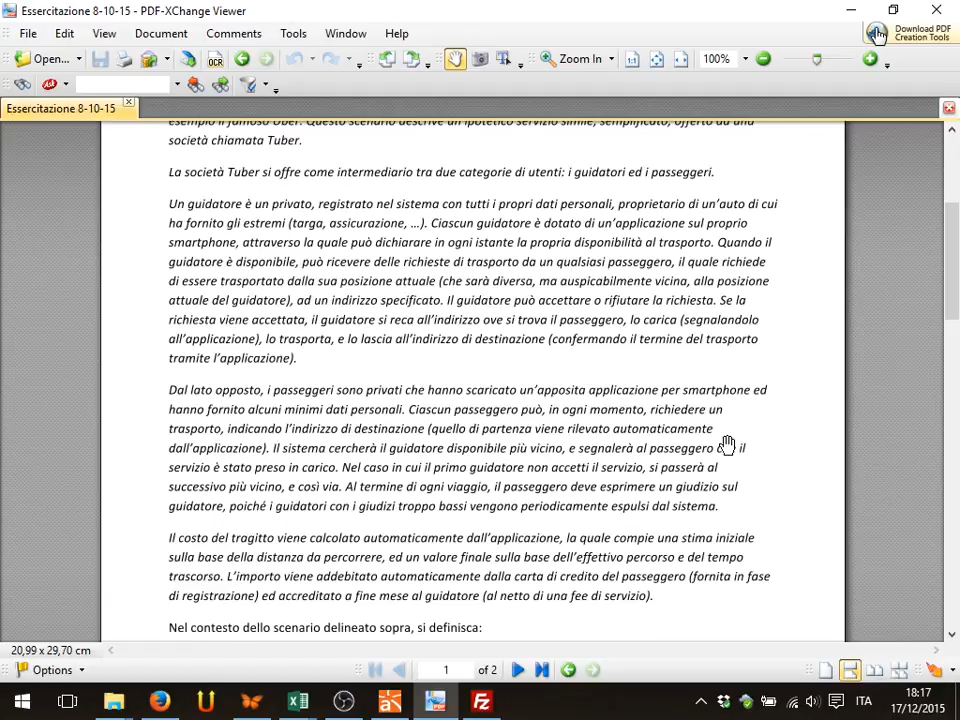 Essercitazione 8-10-15 - PDF-XChange Viewer
File Edit View Document Comments Tools Window Help
Download PDF
Creation Tools
Open... OCR Zoom In 100%
Essercitazione 8-10-15
esempio il famoso Uber. Questo scenario descrive un ipotetico servizio simile, semplificato, offerto da una
società chiamata Tuber.
La società Tuber si offre come intermediario tra due categorie di utenti: i guidatori ed i passeggeri.
Un guidatore è un privato, registrato nel sistema con tutti i propri dati personali, proprietario di un'auto di cui
ha fornito gli estremi (targa, assicurazione, …). Ciascun guidatore è dotato di un'applicazione sul proprio
smartphone, attraverso la quale può dichiarare in ogni istante la propria disponibilità al trasporto. Quando il
guidatore è disponibile, può ricevere delle richieste di trasporto da un qualsiasi passeggero, il quale richiede
di essere trasportato dalla sua posizione attuale (che sarà diversa, ma auspicabilmente vicina, alla posizione
attuale del guidatore), ad un indirizzo specificato. Il guidatore può accettare o rifiutare la richiesta. Se la
richiesta viene accettata, il guidatore si reca all'indirizzo ove si trova il passeggero, lo carica (segnalandolo
all'applicazione), lo trasporta, e lo lascia all'indirizzo di destinazione (confermando il termine del trasporto
tramite l'applicazione).
Dal lato opposto, i passeggeri sono privati che hanno scaricato un'apposita applicazione per smartphone ed
hanno fornito alcuni minimi dati personali. Ciascun passeggero può, in ogni momento, richiedere un
trasporto, indicando l'indirizzo di destinazione (quello di partenza viene rilevato automaticamente
dall'applicazione). Il sistema cercherà il guidatore disponibile più vicino, e segnalerà al passeggero il
servizio è stato preso in carico. Nel caso in cui il primo guidatore non accetti il servizio, si passerà al
successivo più vicino, e così via. Al termine di ogni viaggio, il passeggero deve esprimere un giudizio sul
guidatore, poiché i guidatori con i giudizi troppo bassi vengono periodicamente espulsi dal sistema.
Il costo del tragitto viene calcolato automaticamente dall'applicazione, la quale compie una stima iniziale
sulla base della distanza da percorrere, ed un valore finale sulla base dell'effettivo percorso e del tempo
trascorso. L'importo viene addebitato automaticamente dalla carta di credito del passeggero (fornita in fase
di registrazione) ed accreditato a fine mese al guidatore (al netto di una fee di servizio).
Nel contesto dello scenario delineato sopra, si definisca:
20,99 x 29,70 cm
Options 1 of 2
ITA 18:17
17/12/2015